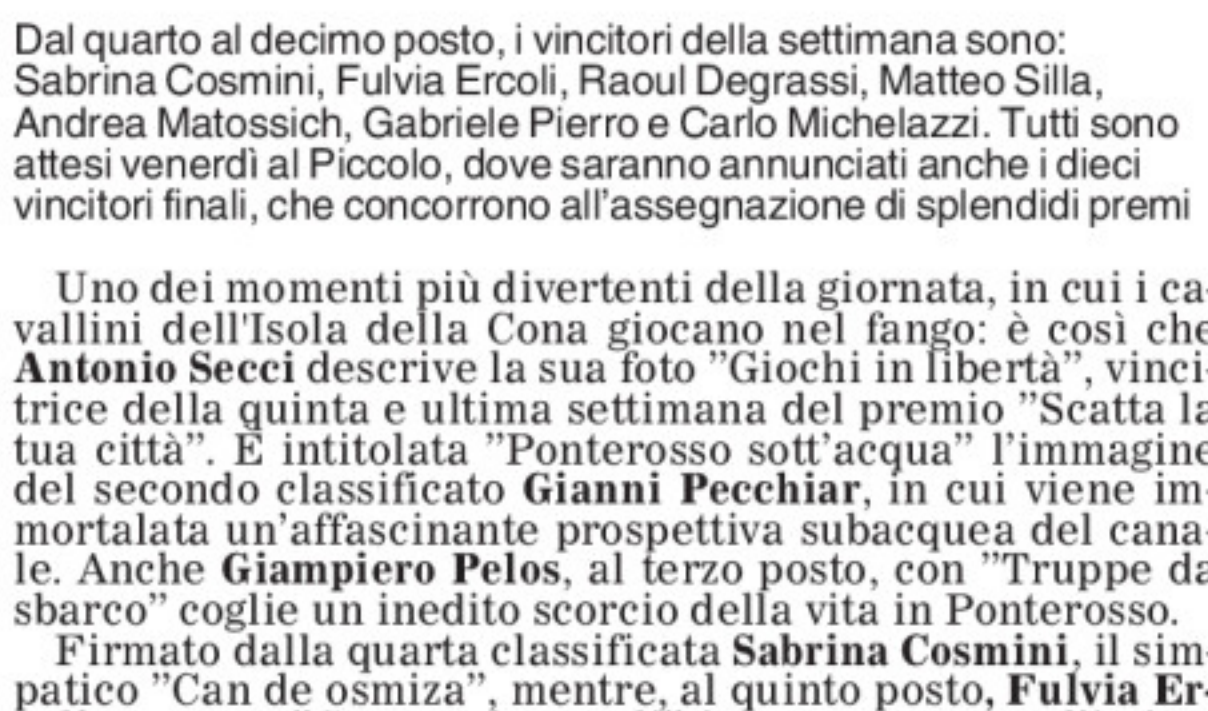 Dal quarto al decimo posto, i vincitori della settimana sono:
Sabrina Cosmini, Fulvia Ercoli, Raoul Degrassi, Matteo Silla,
Andrea Matossich, Gabriele Pierro e Carlo Michelazzi. Tutti sono
attesi venerdì al Piccolo, dove saranno annunciati anche i dieci
vincitori finali, che concorrono all'assegnazione di splendidi premi
Uno dei momenti più divertenti della giornata, in cui i ca-
vallini dell'Isola della Cona giocano nel fango: è così che
Antonio Secci descrive la sua foto ”Giochi in libertà”, vinci-
trice della quinta e ultima settimana del premio ”Scatta la
tua città”. È intitolata ”Ponterosso sott’acqua” l’immagine
del secondo classificato Gianni Pecchiar, in cui viene im-
mortalata un’affascinante prospettiva subacquea del cana-
le. Anche Giampiero Pelos, al terzo posto, con ”Truppe da
sbarco” coglie un inedito scorcio della vita in Ponterosso.
Firmato dalla quarta classificata Sabrina Cosmini, il sim-
patico ”Can de osmiza”, mentre, al quinto posto, Fulvia Er-